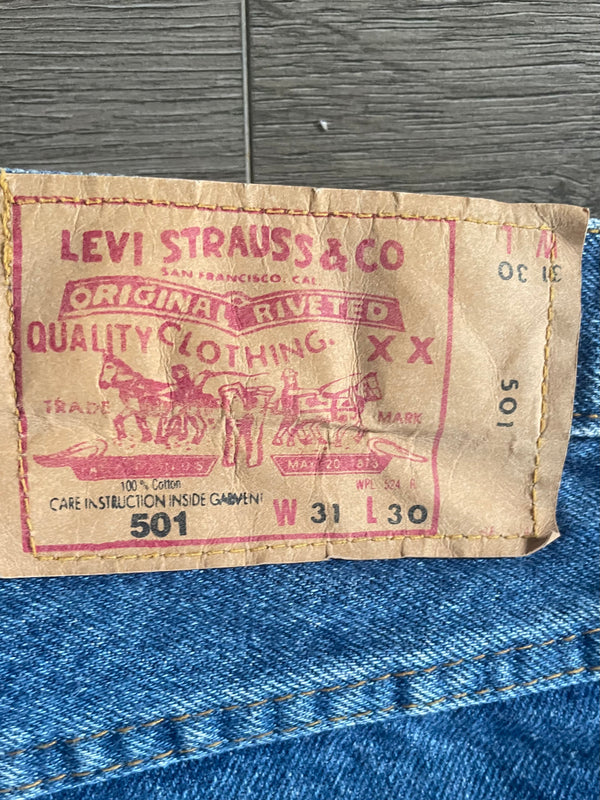 LEVI STRAUSS & CO
SAN FRANCISCO, CAL.
ORIGINAL RIVETED
QUALITY CLOTHING.
XX
TRADE MARK
MAY 20 1873
100% Cotton
WPL 524 R
CARE INSTRUCTION INSIDE GARMENT
501
W 31 L 30
W L
31 30
501